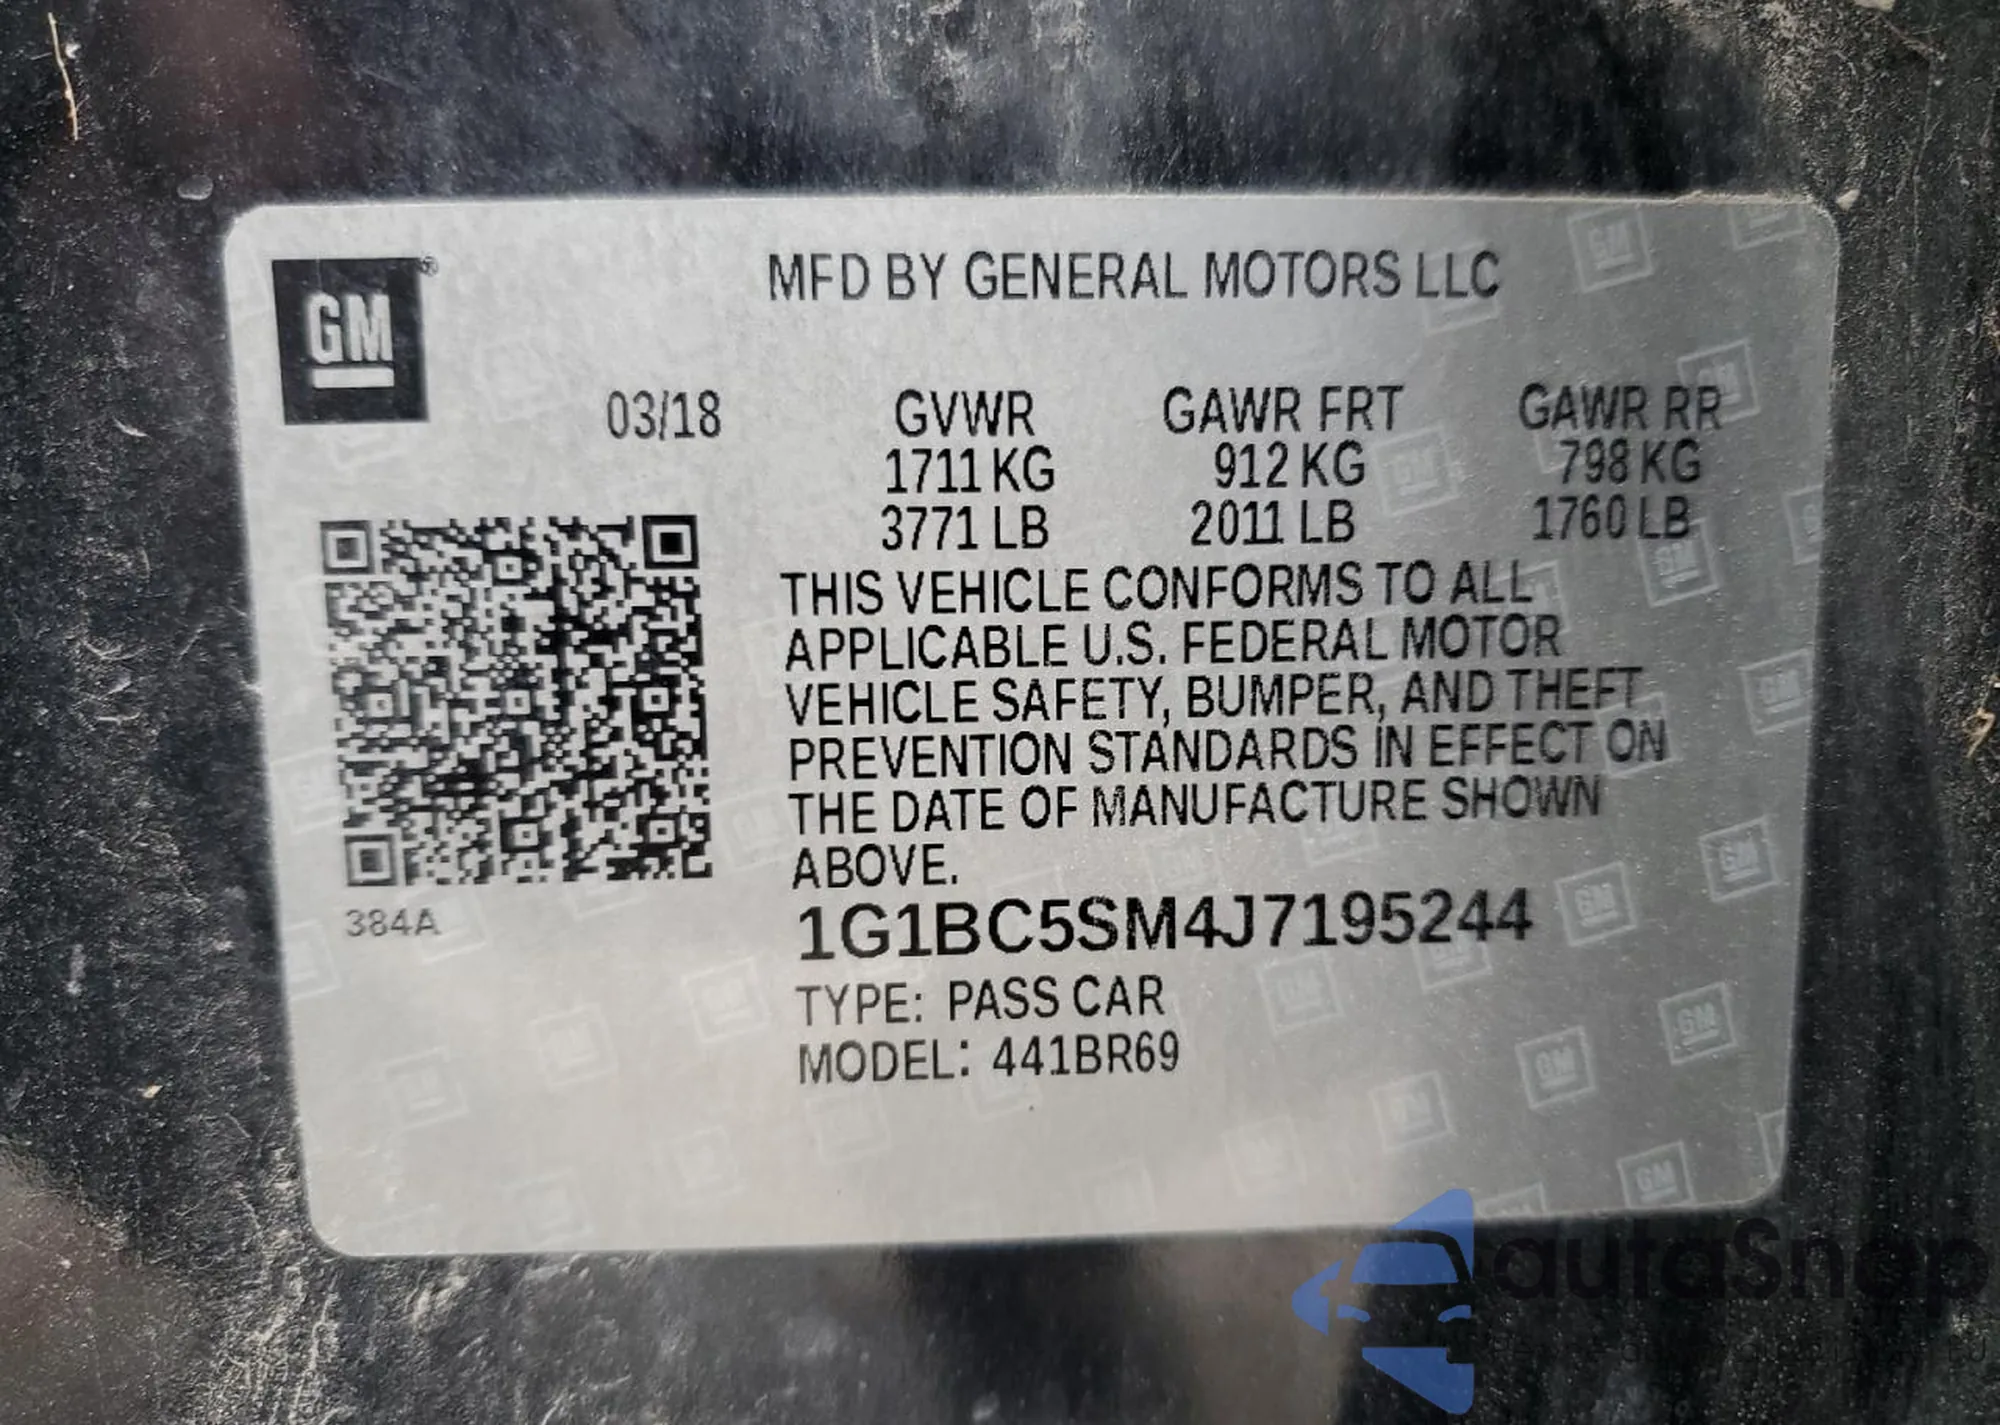 GM®
MFD BY GENERAL MOTORS LLC
03/18 GVWR GAWR FRT GAWR RR
1711 KG 912 KG 798 KG
3771 LB 2011 LB 1760 LB
THIS VEHICLE CONFORMS TO ALL
APPLICABLE U.S. FEDERAL MOTOR
VEHICLE SAFETY, BUMPER, AND THEFT
PREVENTION STANDARDS IN EFFECT ON
THE DATE OF MANUFACTURE SHOWN
ABOVE.
384A
1G1BC5SM4J7195244
TYPE: PASS CAR
MODEL: 441BR69
autaSnap